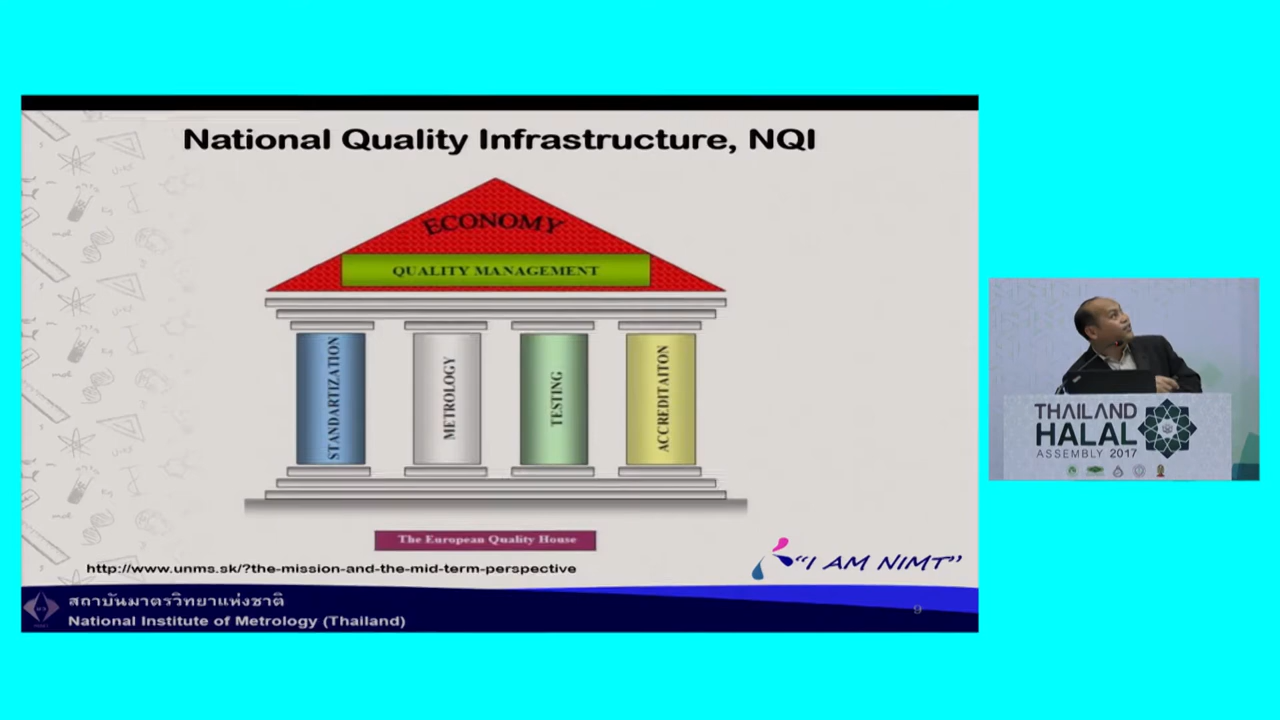 National Quality Infrastructure, NQI
ECONOMY
QUALITY MANAGEMENT
STANDARTIZATION
METROLOGY
TESTING
ACCREDITAITON
The European Quality House
http://www.unms.sk/?the-mission-and-the-mid-term-perspective
"I AM NIMT"
สถาบันมาตรวิทยาแห่งชาติ
National Institute of Metrology (Thailand)
9
THAILAND
HALAL
ASSEMBLY 2017